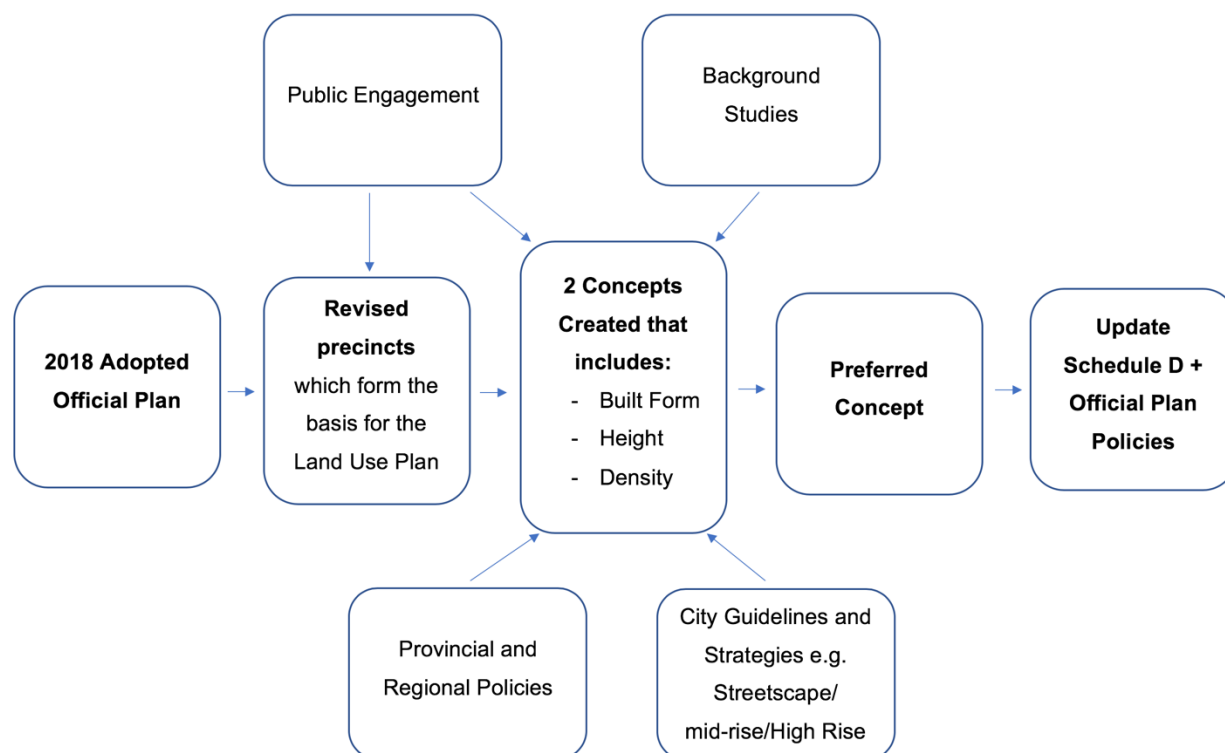 Public Engagement
Background
Studies
2018 Adopted
Official Plan
Revised
precincts
which form the
basis for the
Land Use Plan
2 Concepts
Created that
includes:
- Built Form
- Height
- Density
Preferred
Concept
Update
Schedule D +
Official Plan
Policies
Provincial and
Regional Policies
City Guidelines and
Strategies e.g.
Streetscape/
mid-rise/High Rise